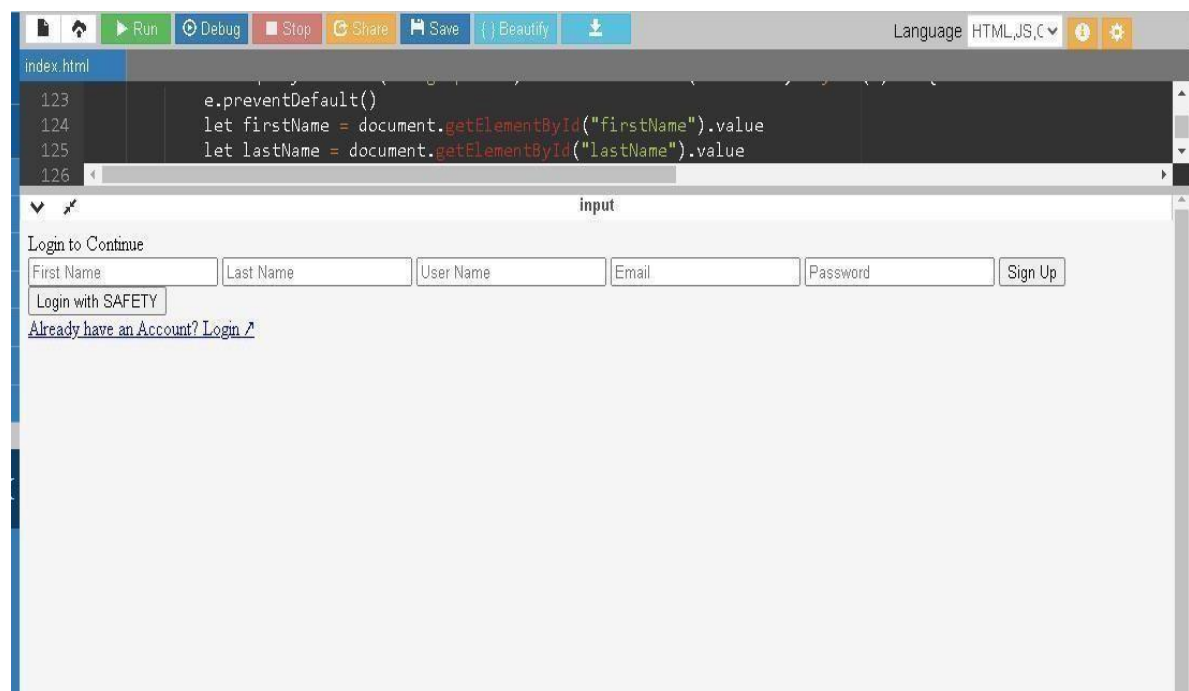 Run Debug Stop Share Save { } Beautify Language HTML,JS,C
index.html
123 e.preventDefault()
124 let firstName = document.getElementById("firstName").value
125 let lastName = document.getElementById("lastName").value
126
input
Login to Continue
First Name Last Name User Name Email Password Sign Up
Login with SAFETY
Already have an Account? Login ↗